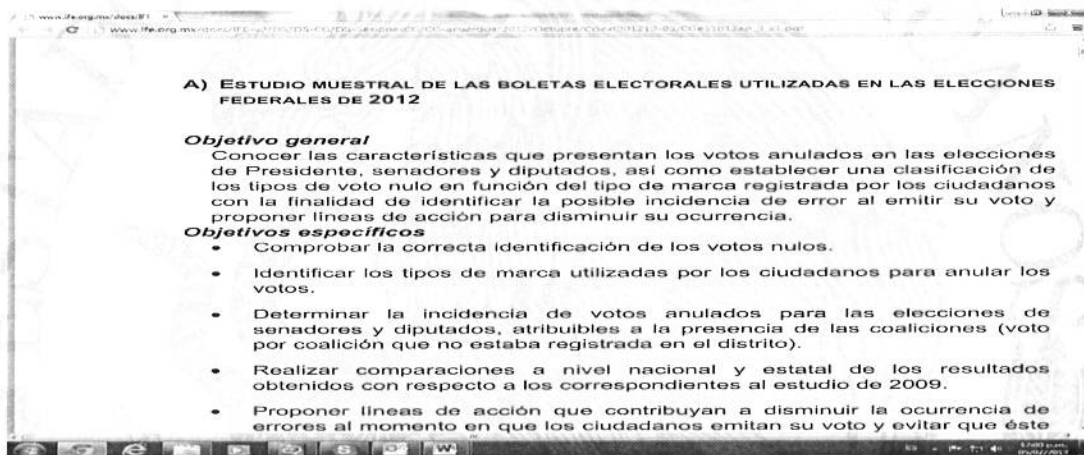 A) ESTUDIO MUESTRAL DE LAS BOLETAS ELECTORALES UTILIZADAS EN LAS ELECCIONES
FEDERALES DE 2012
Objetivo general
Conocer las características que presentan los votos anulados en las elecciones
de Presidente, senadores y diputados, así como establecer una clasificación de
los tipos de voto nulo en función del tipo de marca registrada por los ciudadanos
con la finalidad de identificar la posible incidencia de error al emitir su voto y
proponer líneas de acción para disminuir su ocurrencia.
Objetivos específicos
• Comprobar la correcta identificación de los votos nulos.
• Identificar los tipos de marca utilizadas por los ciudadanos para anular los
votos.
• Determinar la incidencia de votos anulados para las elecciones de
senadores y diputados, atribuibles a la presencia de las coaliciones (voto
por coalición que no estaba registrada en el distrito).
• Realizar comparaciones a nivel nacional y estatal de los resultados
obtenidos con respecto a los correspondientes al estudio de 2009.
• Proponer líneas de acción que contribuyan a disminuir la ocurrencia de
errores al momento en que los ciudadanos emitan su voto y evitar que éste